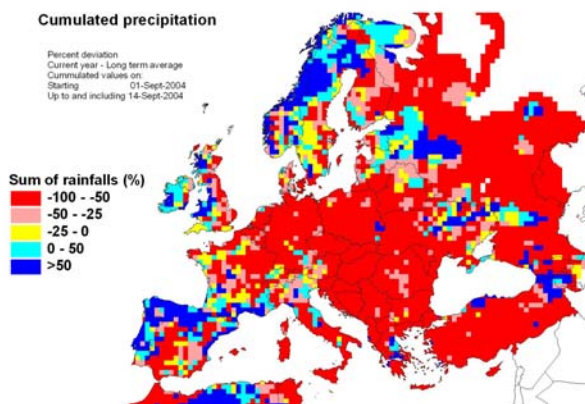 Cumulated precipitation
Percent deviation
Current year - Long term average
Cummulated values on:
Starting 01-Sept-2004
Up to and including 14-Sept-2004
Sum of rainfalls (%)
-100 - -50
-50 - -25
-25 - 0
0 - 50
>50